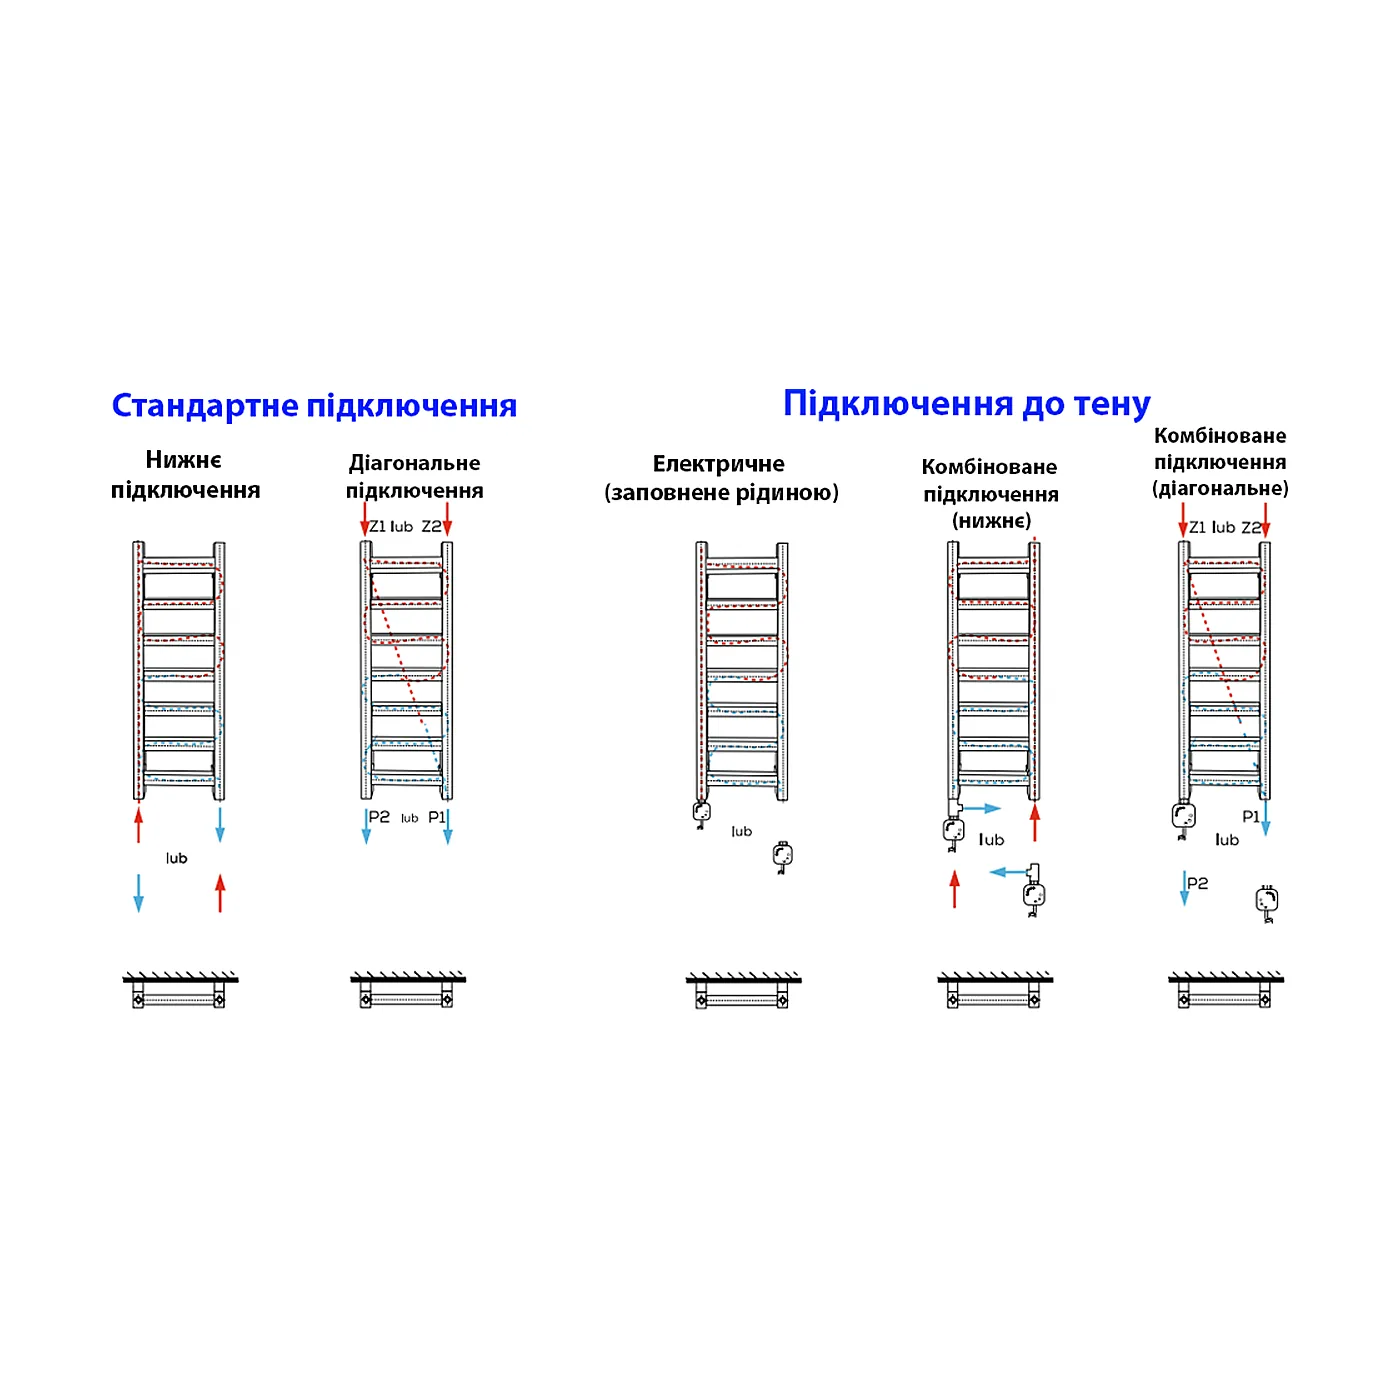 Стандартне підключення
Підключення до тену
Нижнє
підключення
Діагональне
підключення
Електричне
(заповнене рідиною)
Комбіноване
підключення
(нижнє)
Комбіноване
підключення
(діагональне)
Z1 lub Z2
Z1 lub Z2
P2 lub P1
lub
lub
lub
P1
lub
P2